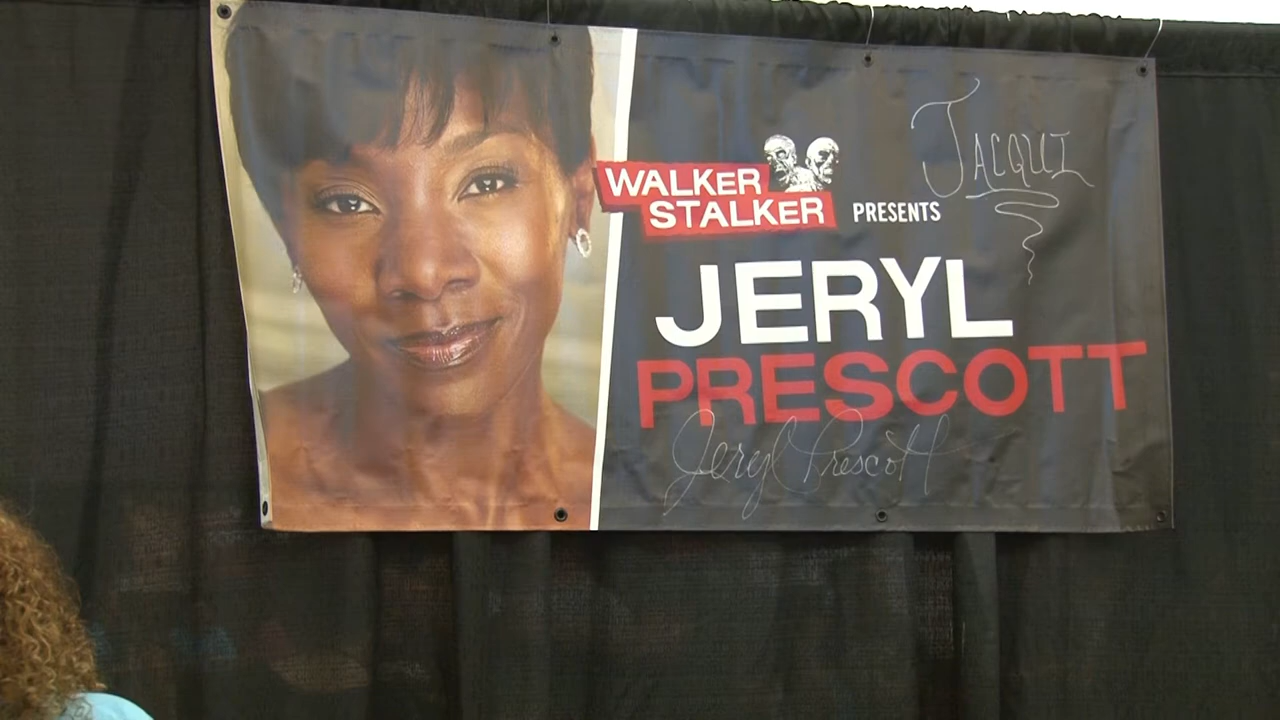 WALKER
STALKER
PRESENTS
JACQUI
JERYL
PRESCOTT
Jeryl Prescott